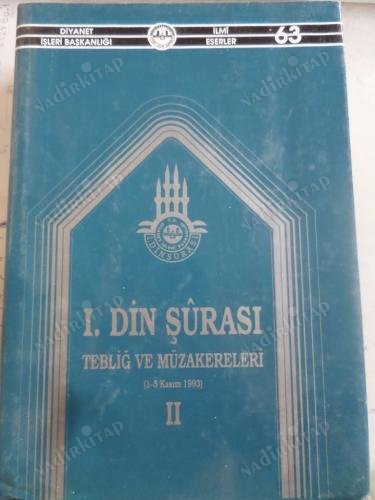 DİYANET
İŞLERİ BAŞKANLIĞI
İLMİ
ESERLER
63
I. DİN ŞÛRASI
I. DİN ŞÛRASI
TEBLİĞ VE MÜZAKERELERİ
(1-5 Kasım 1993)
II
NadirKitap